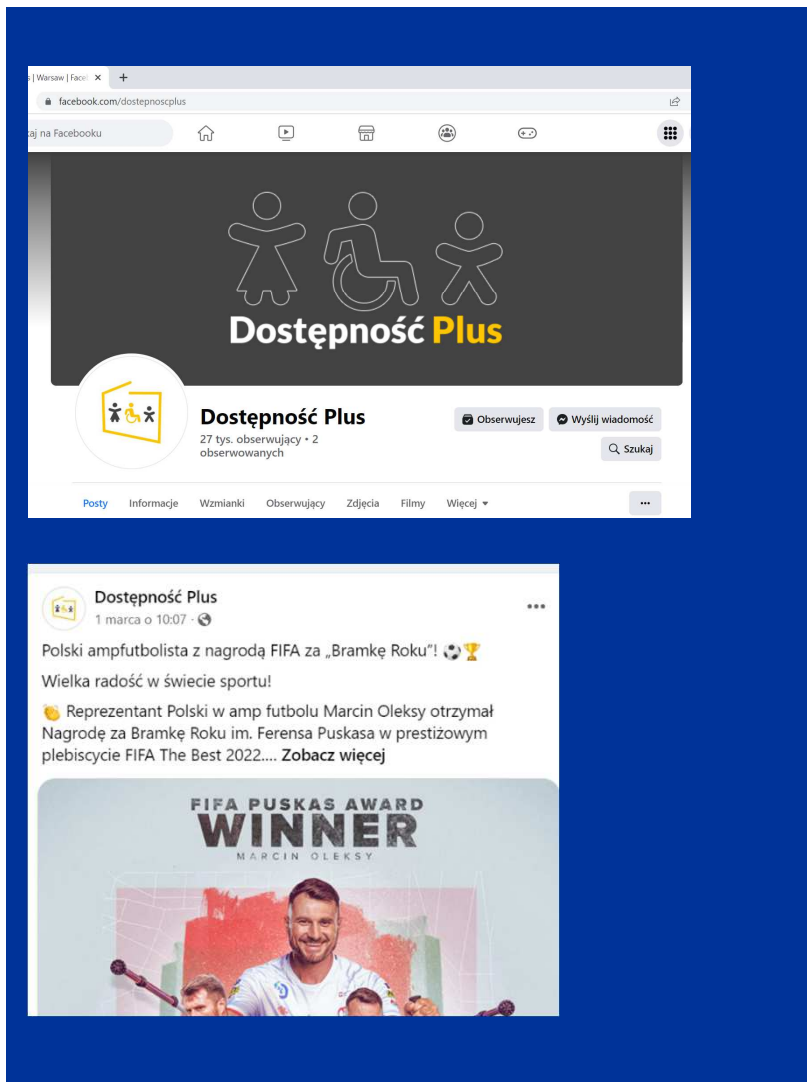 s | Warsaw | Face
facebook.com/dostepnoscplus
aj na Facebooku
Dostępność Plus
Dostępność Plus
27 tys. obserwujący • 2
obserwowanych
Obserwujesz
Wyślij wiadomość
Szukaj
Posty Informacje Wzmianki Obserwujący Zdjęcia Filmy Więcej
Dostępność Plus
1 marca o 10:07
Polski ampfutbolista z nagrodą FIFA za „Bramkę Roku”!
Wielka radość w świecie sportu!
Reprezentant Polski w amp futbolu Marcin Oleksy otrzymał
Nagrodę za Bramkę Roku im. Ferensa Puskasa w prestiżowym
plebiscycie FIFA The Best 2022.... Zobacz więcej
FIFA PUSKAS AWARD
WINNER
MARCIN OLEKSY